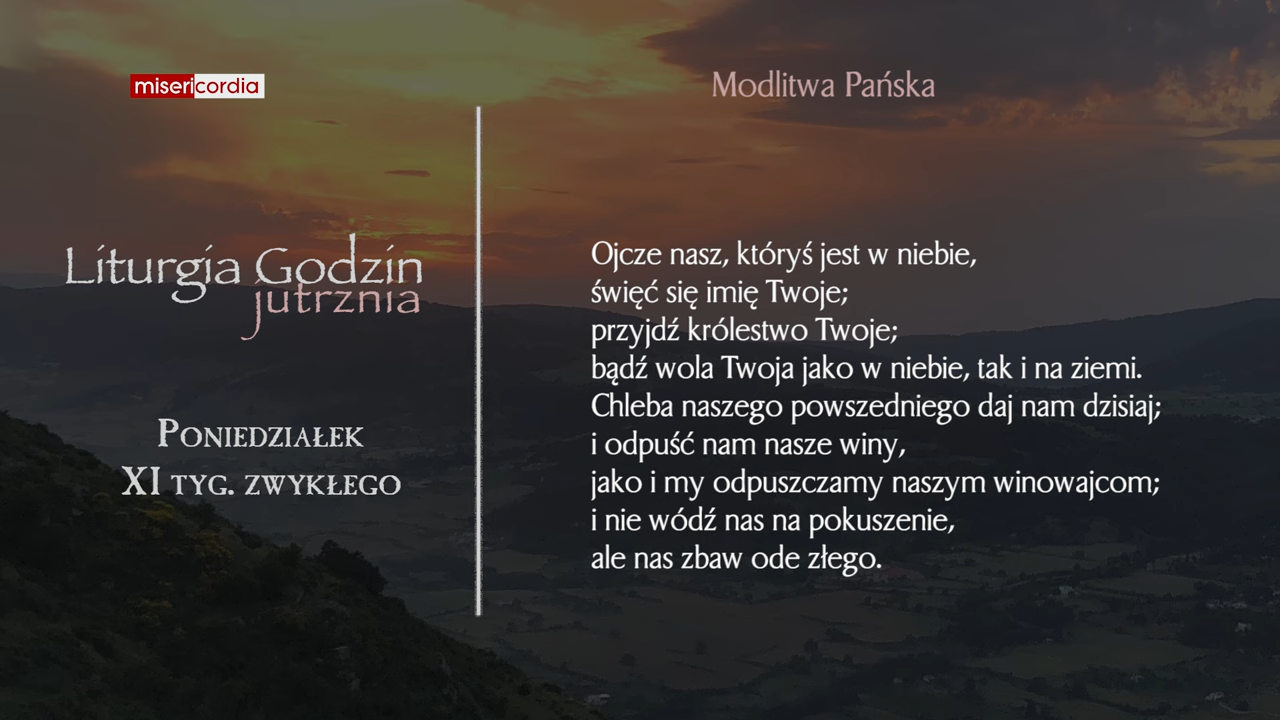 misericordia
Liturgia Godzin
jutrznia
Poniedziałek
XI tyg. zwykłego
Modlitwa Pańska
Ojcze nasz, któryś jest w niebie,
święć się imię Twoje;
przyjdź królestwo Twoje;
bądź wola Twoja jako w niebie, tak i na ziemi.
Chleba naszego powszedniego daj nam dzisiaj;
i odpuść nam nasze winy,
jako i my odpuszczamy naszym winowajcom;
i nie wódź nas na pokuszenie,
ale nas zbaw ode złego.